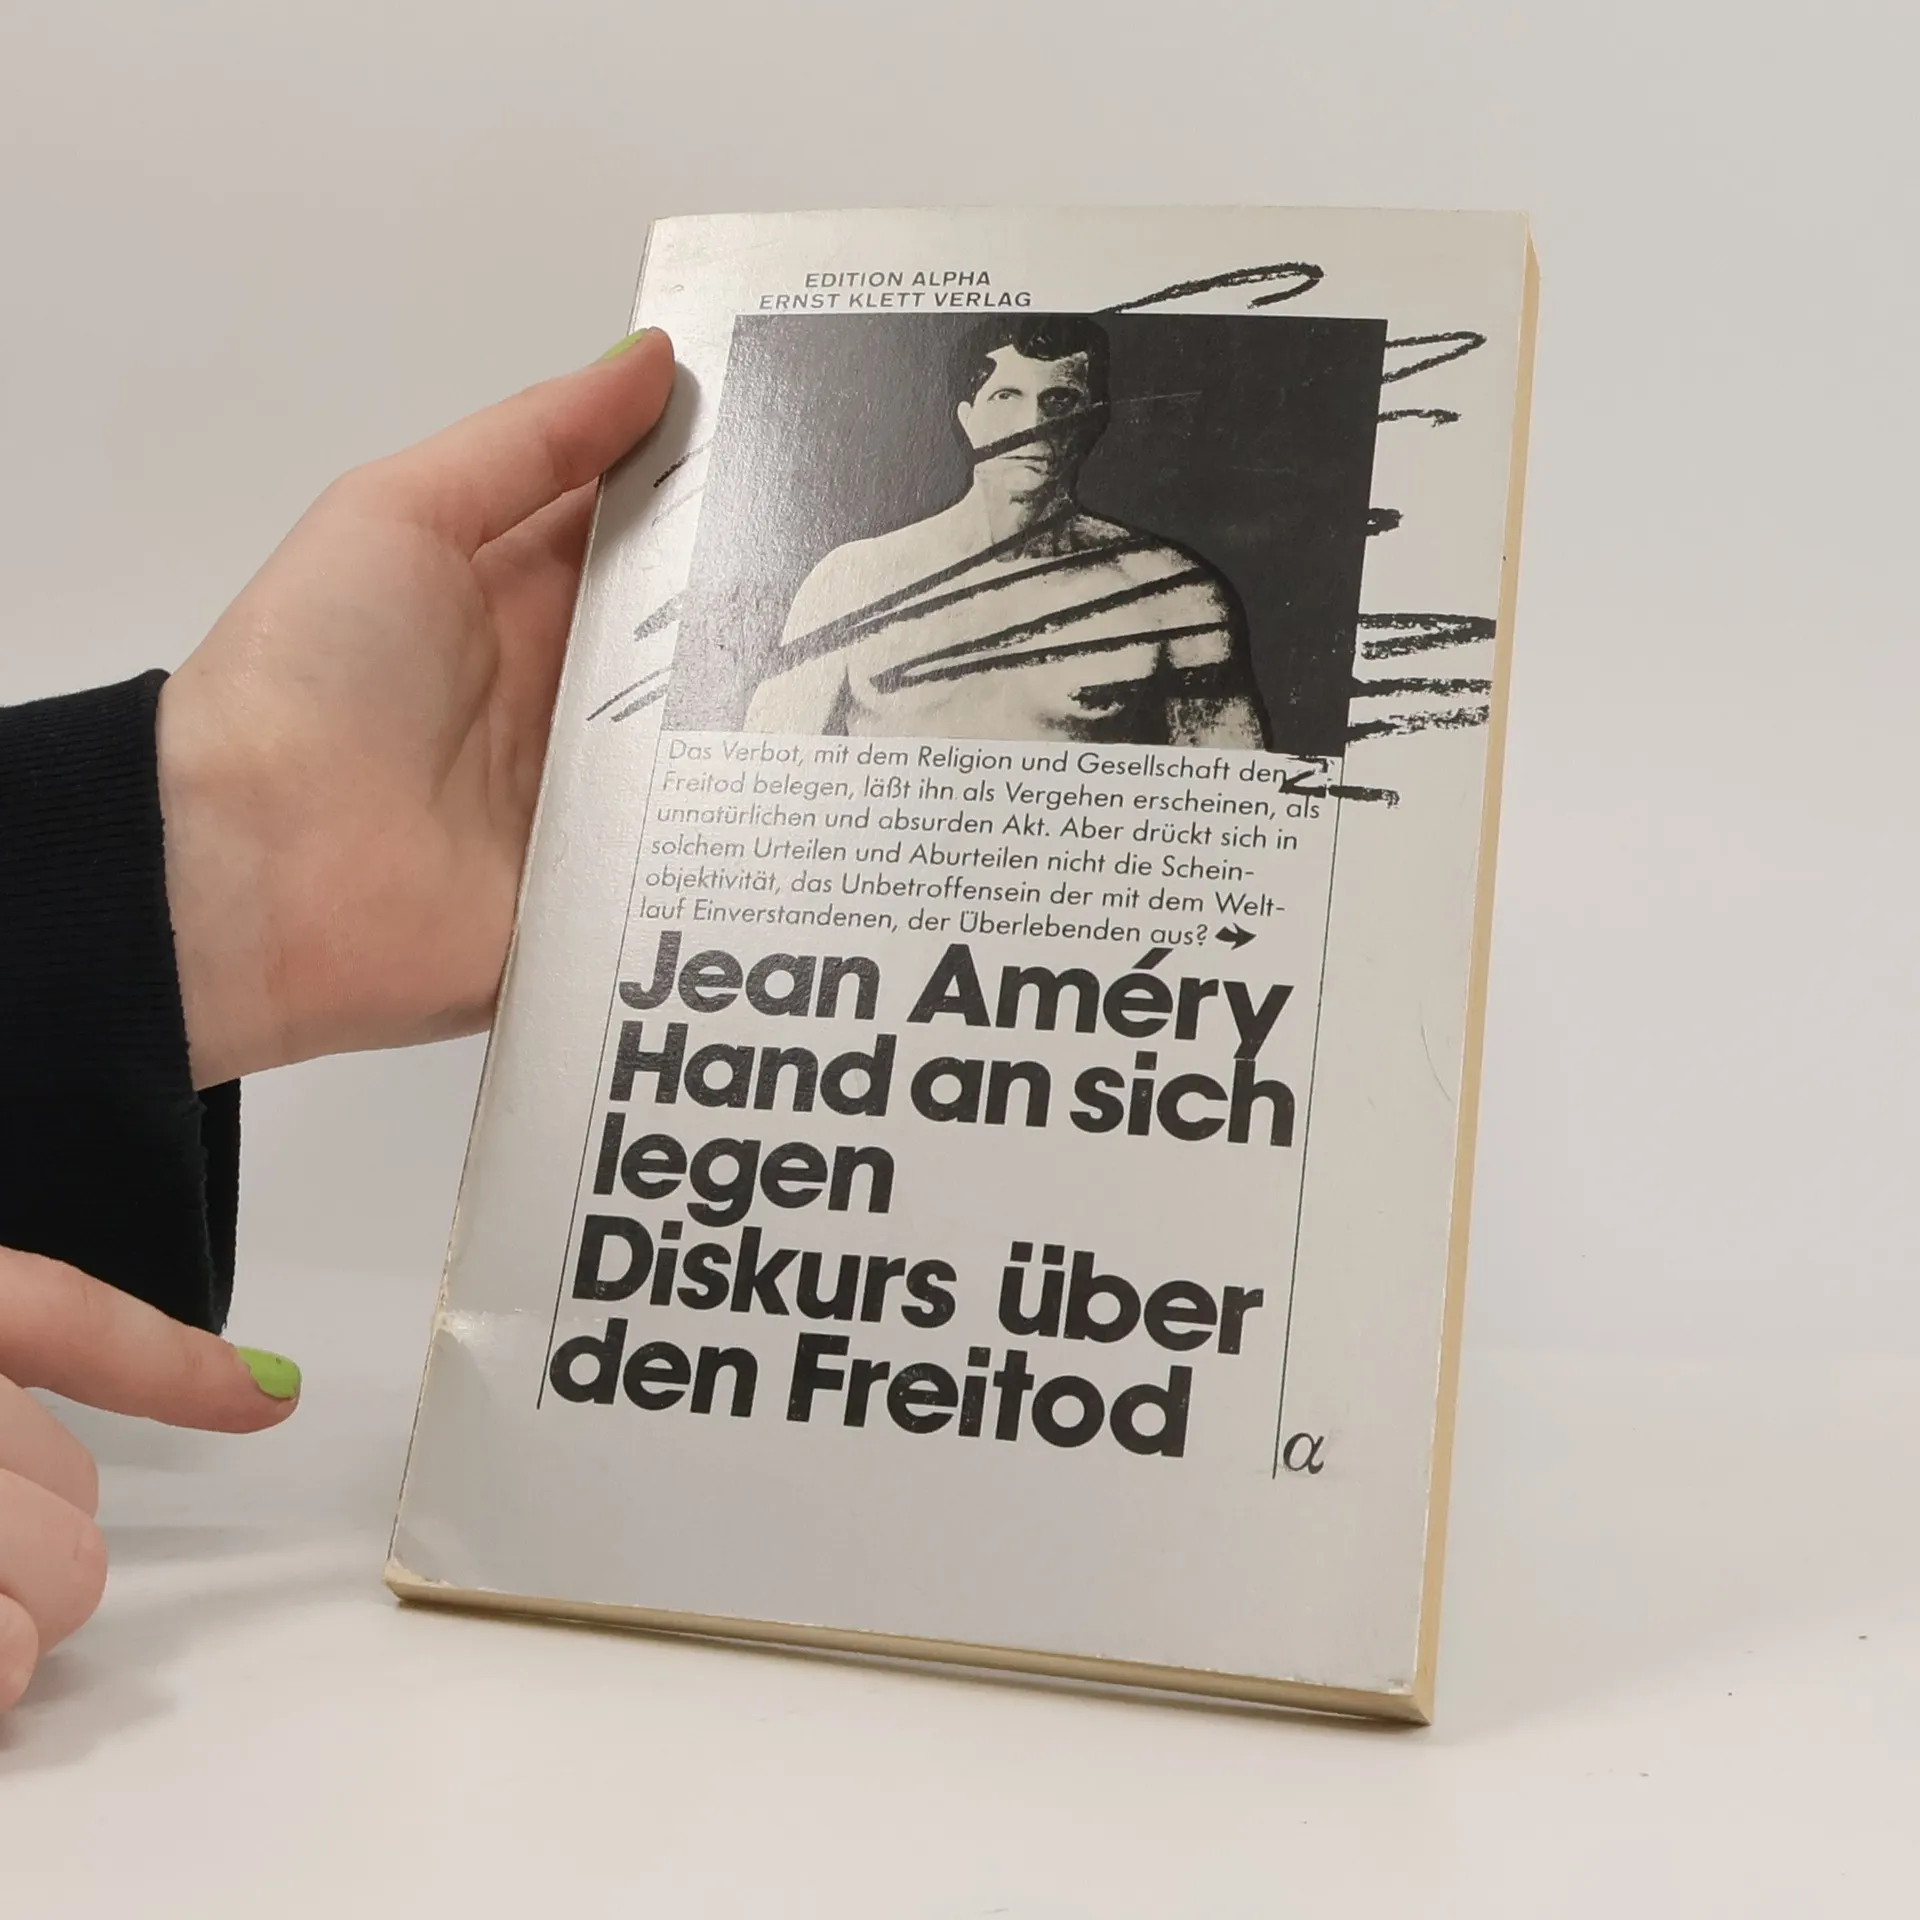 EDITION ALPHA
ERNST KLETT VERLAG
Das Verbot, mit dem Religion und Gesellschaft den
Freitod belegen, läßt ihn als Vergehen erscheinen, als
unnatürlichen und absurden Akt. Aber drückt sich in
solchem Urteilen und Aburteilen nicht die Schein-
objektivität, das Unbetroffensein der mit dem Welt-
lauf Einverstandenen, der Überlebenden aus?
Jean Améry
Hand an sich
legen
Diskurs über
den Freitod
α